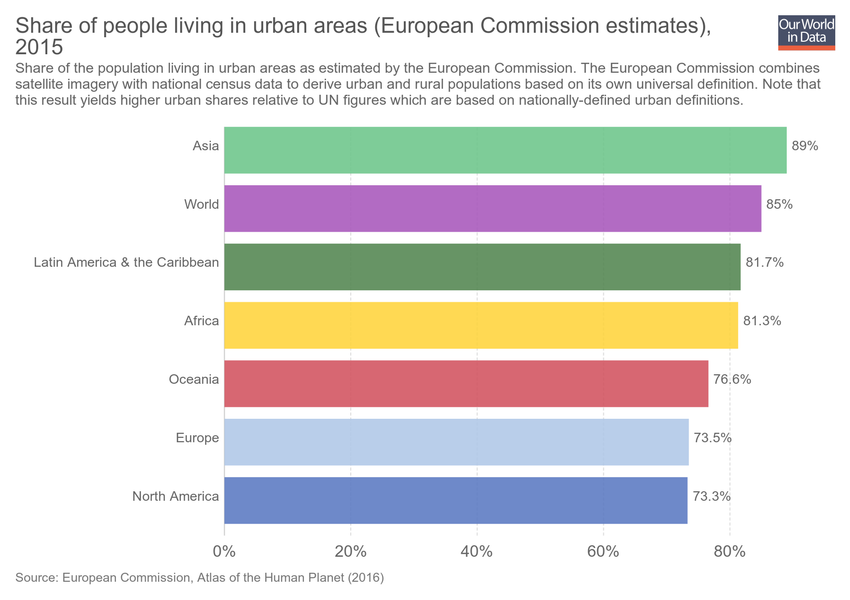 Share of people living in urban areas (European Commission estimates),
2015
Our World
in Data
Share of the population living in urban areas as estimated by the European Commission. The European Commission combines
satellite imagery with national census data to derive urban and rural populations based on its own universal definition. Note that
this result yields higher urban shares relative to UN figures which are based on nationally-defined urban definitions.
Asia 89%
World 85%
Latin America & the Caribbean 81.7%
Africa 81.3%
Oceania 76.6%
Europe 73.5%
North America 73.3%
0% 20% 40% 60% 80%
Source: European Commission, Atlas of the Human Planet (2016)